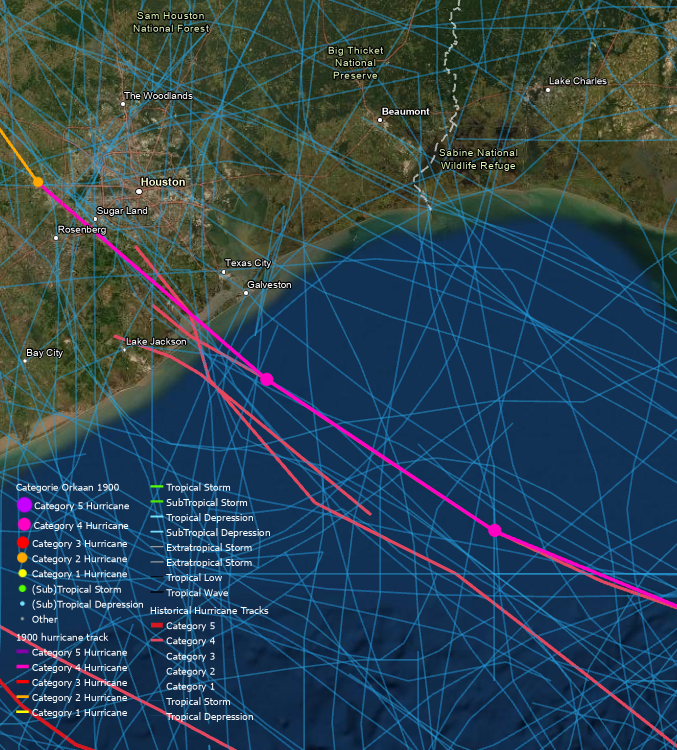 Sam Houston
National Forest
Big Thicket
National
Preserve
Lake Charles
The Woodlands
Beaumont
Sabine National
Wildlife Refuge
Houston
Sugar Land
Rosenberg
Texas City
Galveston
Lake Jackson
Bay City
Categorie Orkaan 1900
Category 5 Hurricane
Category 4 Hurricane
Category 3 Hurricane
Category 2 Hurricane
Category 1 Hurricane
(Sub)Tropical Storm
(Sub)Tropical Depression
Other
1900 hurricane track
Category 5 Hurricane
Category 4 Hurricane
Category 3 Hurricane
Category 2 Hurricane
Category 1 Hurricane
Tropical Storm
SubTropical Storm
Tropical Depression
SubTropical Depression
Extratropical Storm
Extratropical Storm
Tropical Low
Tropical Wave
Historical Hurricane Tracks
Category 5
Category 4
Category 3
Category 2
Category 1
Tropical Storm
Tropical Depression